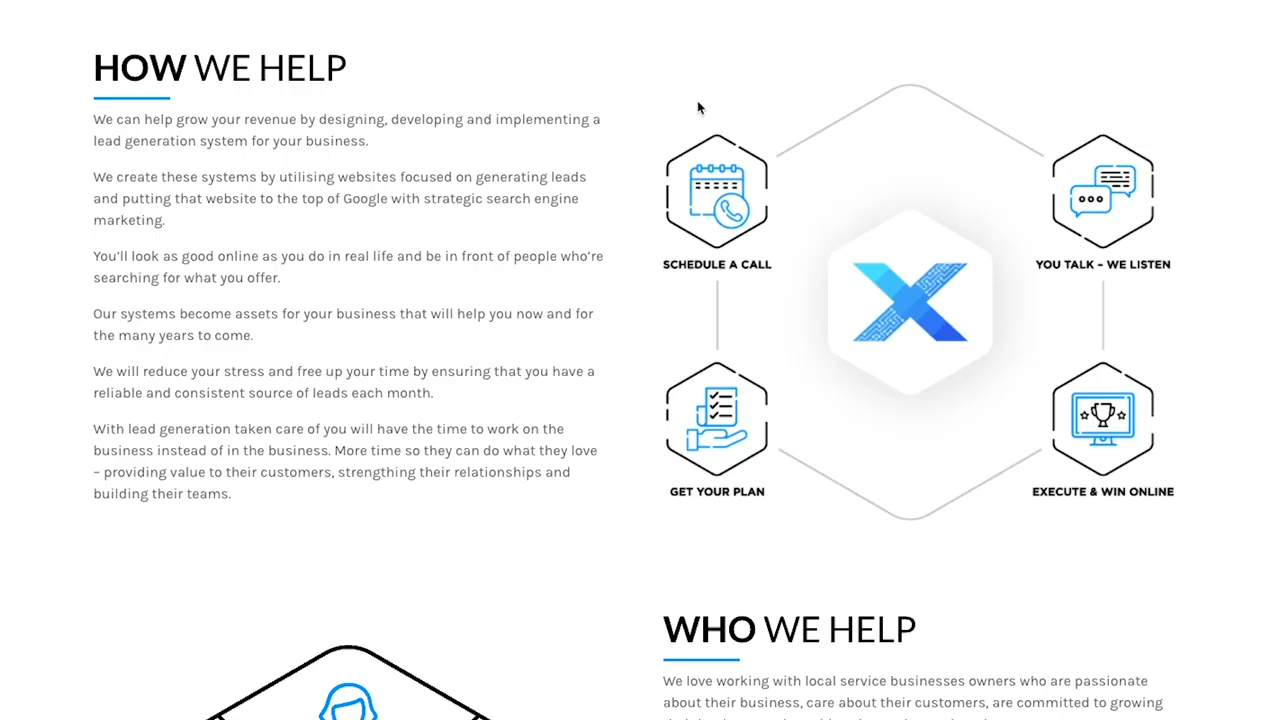 HOW WE HELP
We can help grow your revenue by designing, developing and implementing a
lead generation system for your business.
We create these systems by utilising websites focused on generating leads
and putting that website to the top of Google with strategic search engine
marketing.
You'll look as good online as you do in real life and be in front of people who're
searching for what you offer.
Our systems become assets for your business that will help you now and for
the many years to come.
We will reduce your stress and free up your time by ensuring that you have a
reliable and consistent source of leads each month.
With lead generation taken care of you will have the time to work on the
business instead of in the business. More time so they can do what they love
– providing value to their customers, strengthing their relationships and
building their teams.
SCHEDULE A CALL
YOU TALK – WE LISTEN
GET YOUR PLAN
EXECUTE & WIN ONLINE
WHO WE HELP
We love working with local service businesses owners who are passionate
about their business, care about their customers, are committed to growing